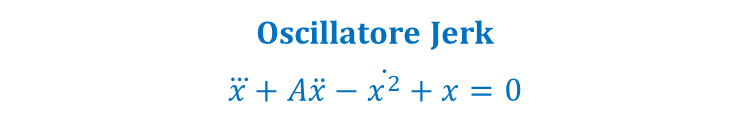 Oscillatore Jerk
x⃛ + Aẍ − ẋ² + x = 0